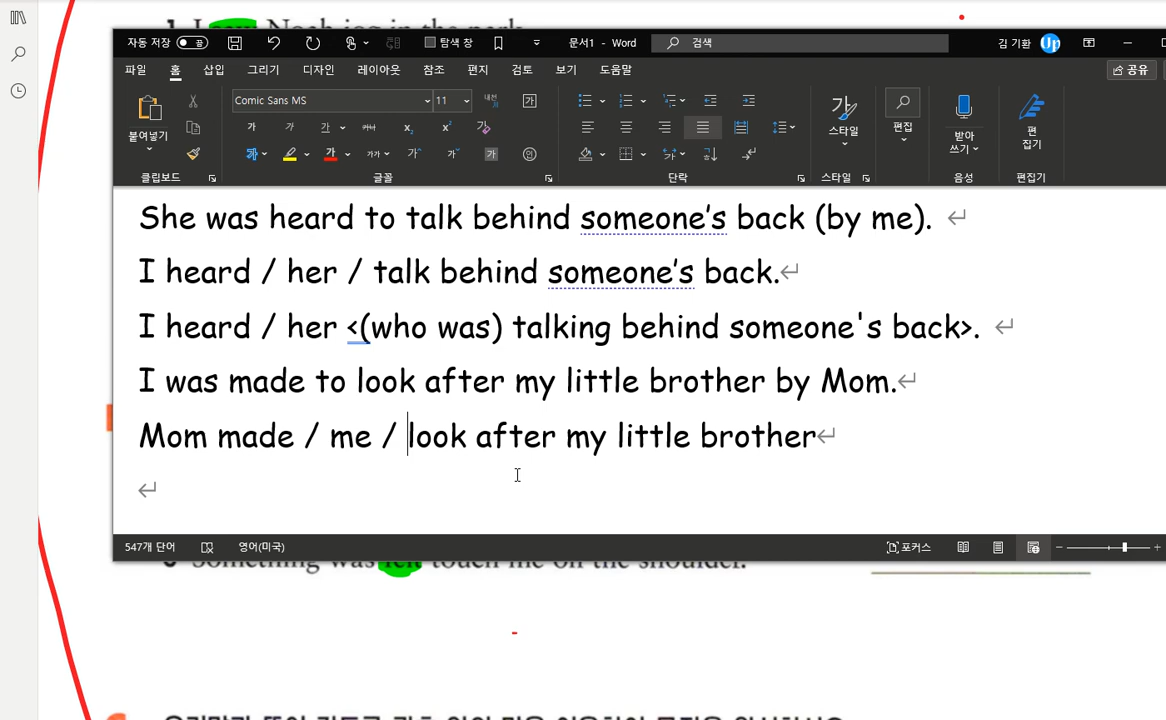 자동 저장 끌 탐색 창 문서1 - Word 검색 김 기환 Up
파일 홈 삽입 그리기 디자인 레이아웃 참조 편지 검토 보기 도움말 공유
붙여넣기 Comic Sans MS 11 스타일 편집 받아쓰기 편집기
클립보드 글꼴 단락 스타일 음성 편집기
She was heard to talk behind someone's back (by me).
I heard / her / talk behind someone's back.
I heard / her <(who was) talking behind someone's back>.
I was made to look after my little brother by Mom.
Mom made / me / look after my little brother
547개 단어 영어(미국) 포커스
Something was felt touch me on the shoulder.